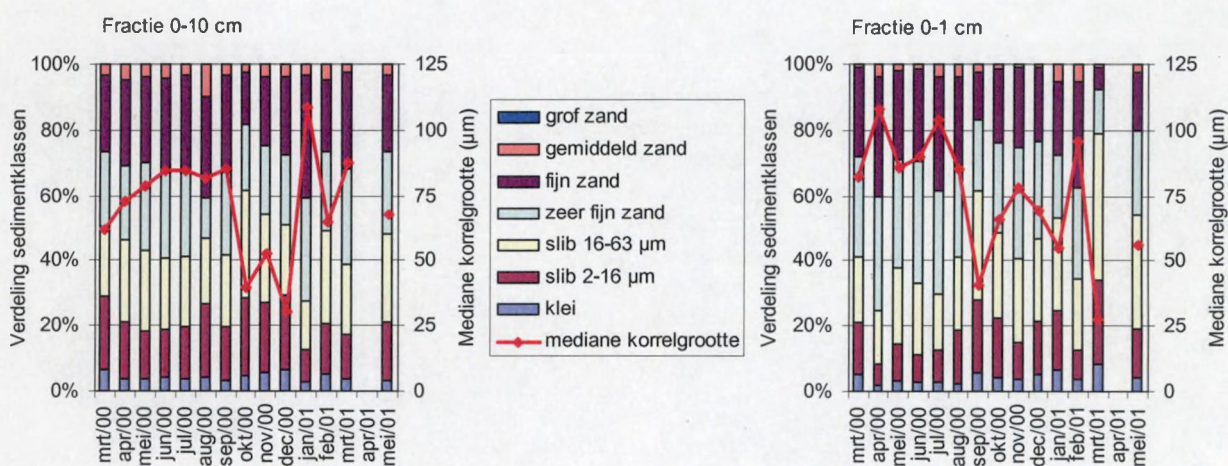 Fractie 0-10 cm
Verdeling sedimentklassen
100%
80%
60%
40%
20%
0%
125
100
75
50
25
0
Mediane korrelgrootte (µm)
mrt/00
apr/00
mei/00
jun/00
jul/00
aug/00
sep/00
okt/00
nov/00
dec/00
jan/01
feb/01
mrt/01
apr/01
mei/01
grof zand
gemiddeld zand
fijn zand
zeer fijn zand
slib 16-63 µm
slib 2-16 µm
klei
mediane korrelgrootte
Fractie 0-1 cm
Verdeling sedimentklassen
100%
80%
60%
40%
20%
0%
125
100
75
50
25
0
Mediane korrelgrootte (µm)
mrt/00
apr/00
mei/00
jun/00
jul/00
aug/00
sep/00
okt/00
nov/00
dec/00
jan/01
feb/01
mrt/01
apr/01
mei/01